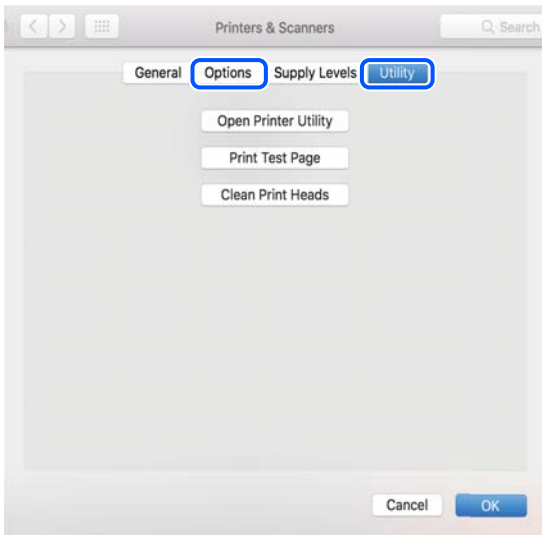 Printers & Scanners Search
General Options Supply Levels Utility
Open Printer Utility
Print Test Page
Clean Print Heads
Cancel OK